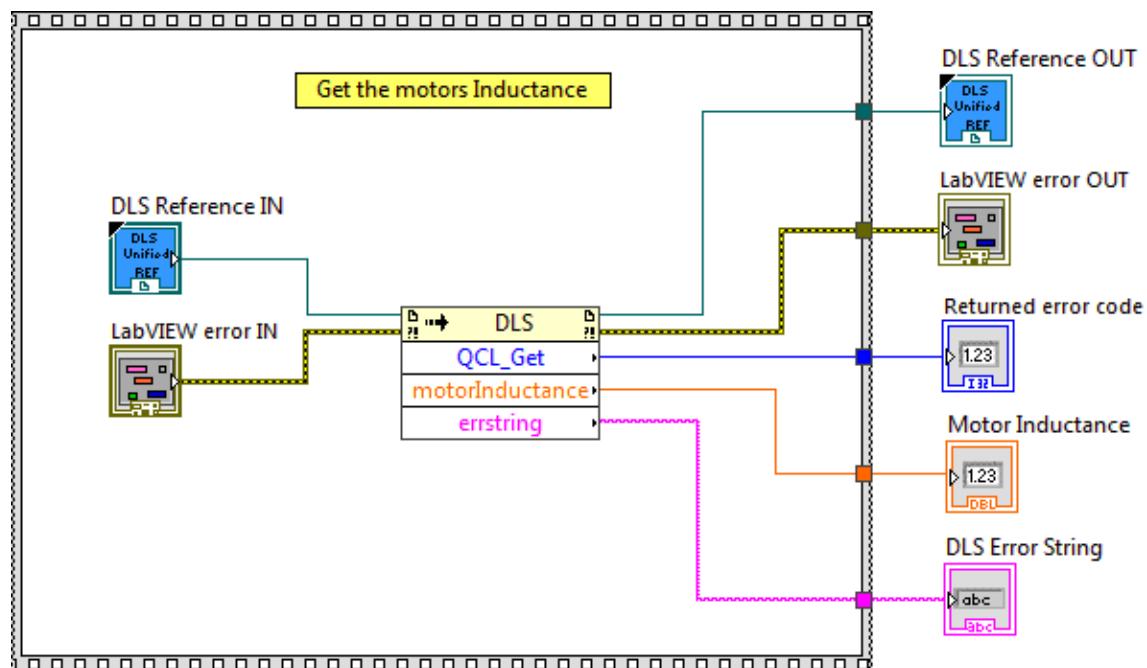 DLS Reference OUT
DLS
Unified
REF
Get the motors Inductance
LabVIEW error OUT
DLS Reference IN
DLS
Unified
REF
LabVIEW error IN
DLS
?!
?!
QCL_Get
motorInductance
errstring
Returned error code
1.23
I32
Motor Inductance
1.23
DBL
DLS Error String
abc
abc